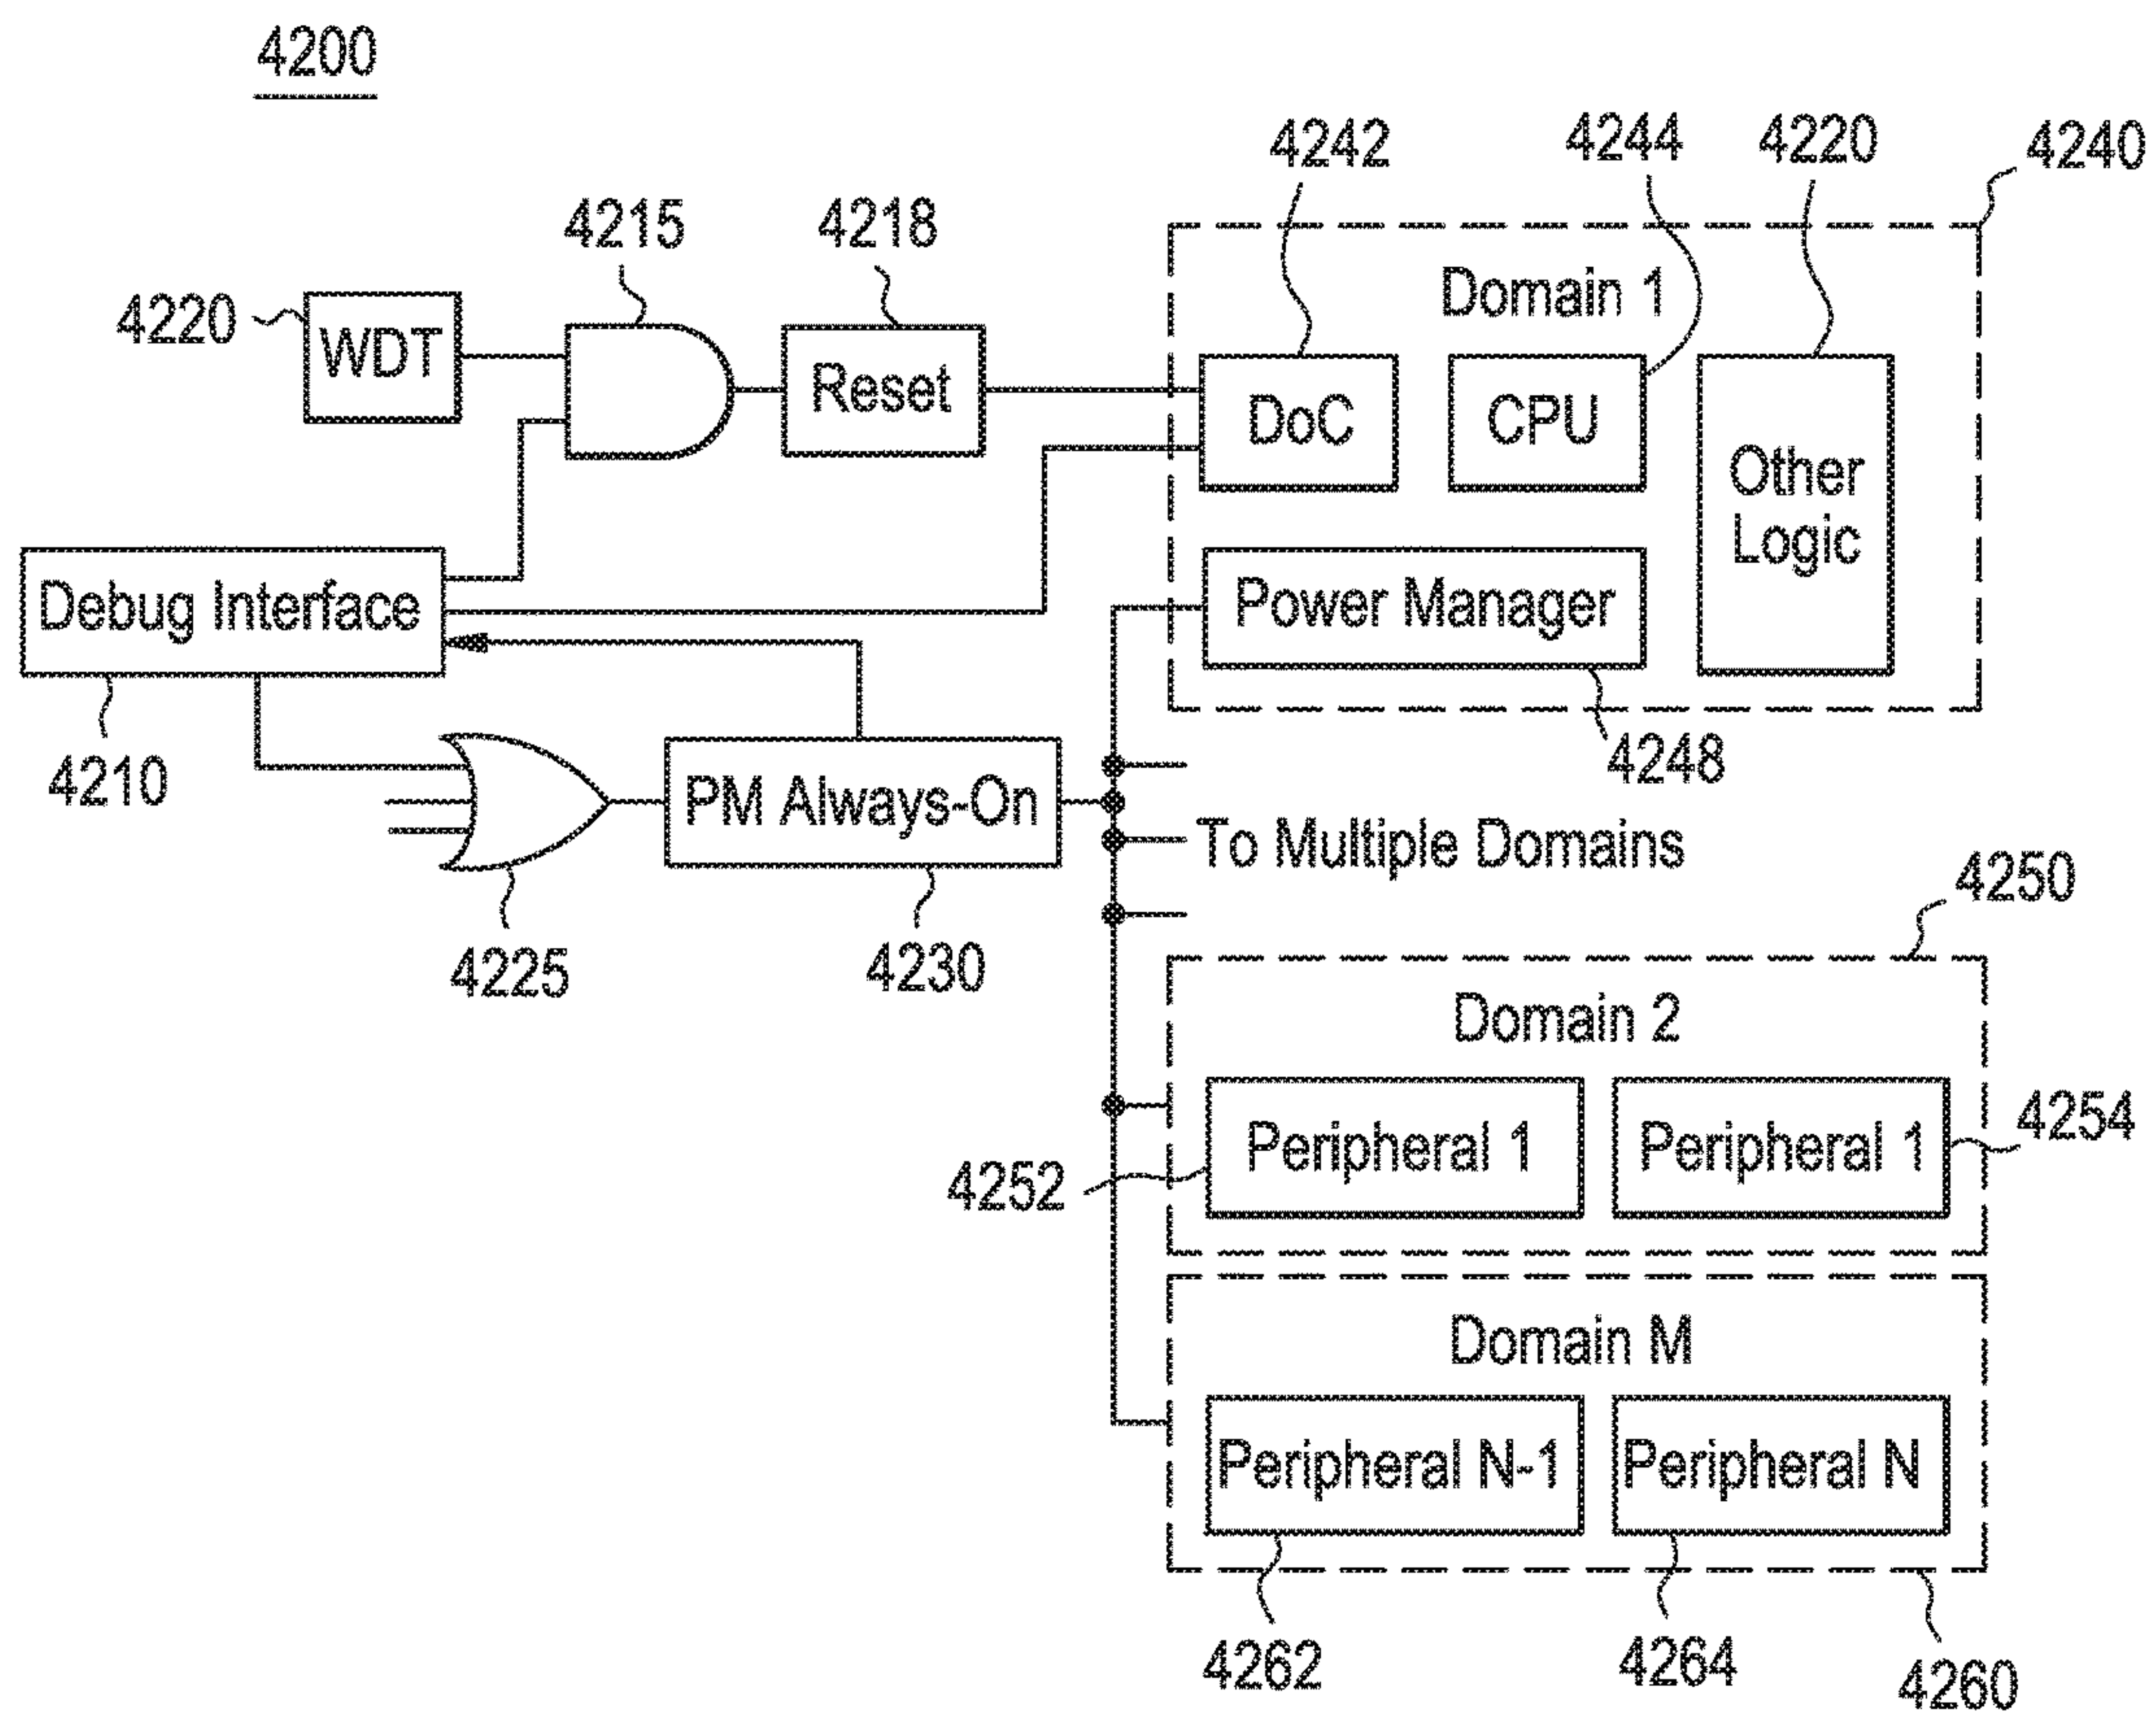 4200
4242
4244
4220
4240
4215
4218
Domain 1
4220
WDT
Reset
DoC
CPU
Other
Logic
Debug Interface
Power Manager
4210
4248
PM Always-On
To Multiple Domains
4225
4230
4250
Domain 2
Peripheral 1
Peripheral 1
4254
4252
Domain M
Peripheral N-1
Peripheral N
4262
4264
4260